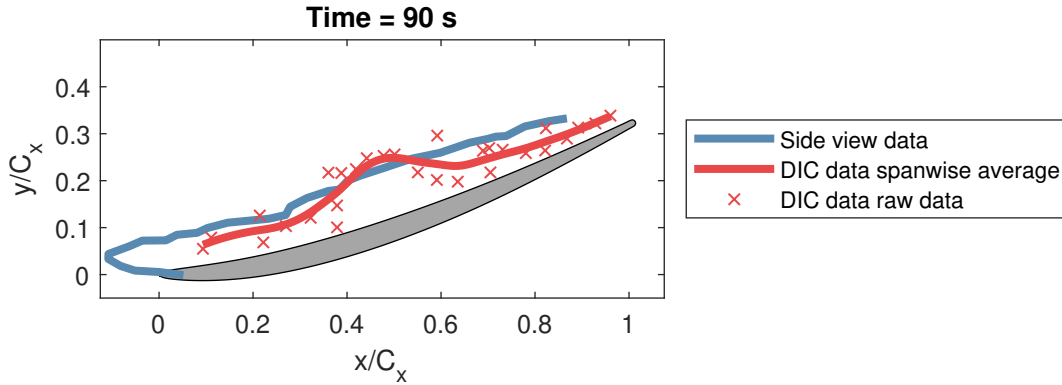 Time = 90 s
y/Cₓ
0.4
0.3
0.2
0.1
0
0
0.2
0.4
0.6
0.8
1
x/Cₓ
Side view data
DIC data spanwise average
DIC data raw data